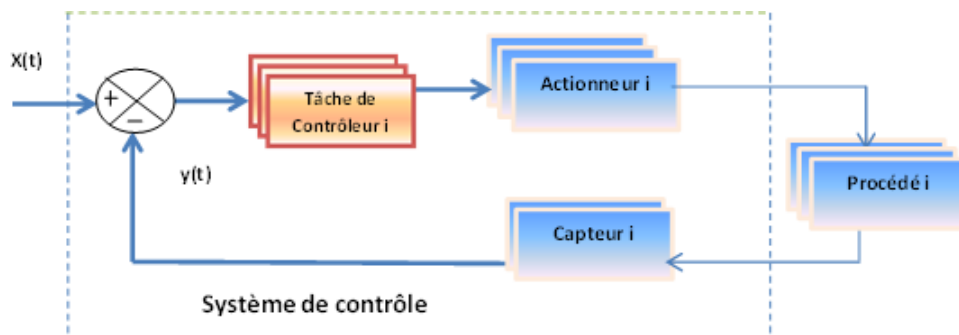 X(t)
+
−
Tâche de
Contrôleur i
Actionneur i
Procédé i
y(t)
Capteur i
Système de contrôle